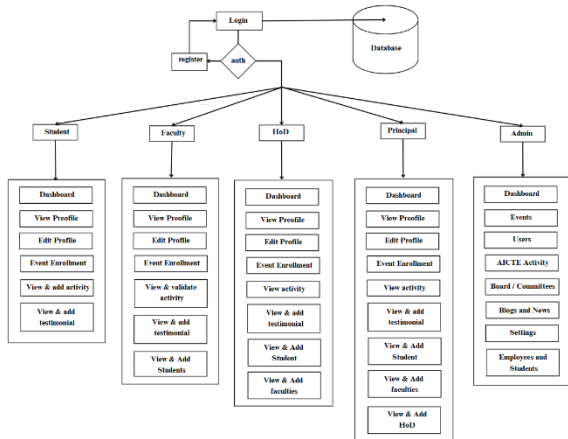 Login
Database
register
auth
Student
Faculty
HoD
Principal
Admin
Dashboard
View Preofile
Edit Profile
Event Enrollment
View & add activity
View & add
testimonial
Dashboard
View Preofile
Edit Profile
Event Enrollment
View & validate
activity
View & add
testimonial
View & Add
Students
Dashboard
View Preofile
Edit Profile
Event Enrollment
View activity
View & add
testimonial
View & Add
Student
View & Add
faculties
Dashboard
View Preofile
Edit Profile
Event Enrollment
View activity
View & add
testimonial
View & Add
Student
View & Add
faculties
View & Add
HoD
Dashboard
Events
Users
AICTE Activity
Board / Committees
Blogs and News
Settings
Employees and
Students